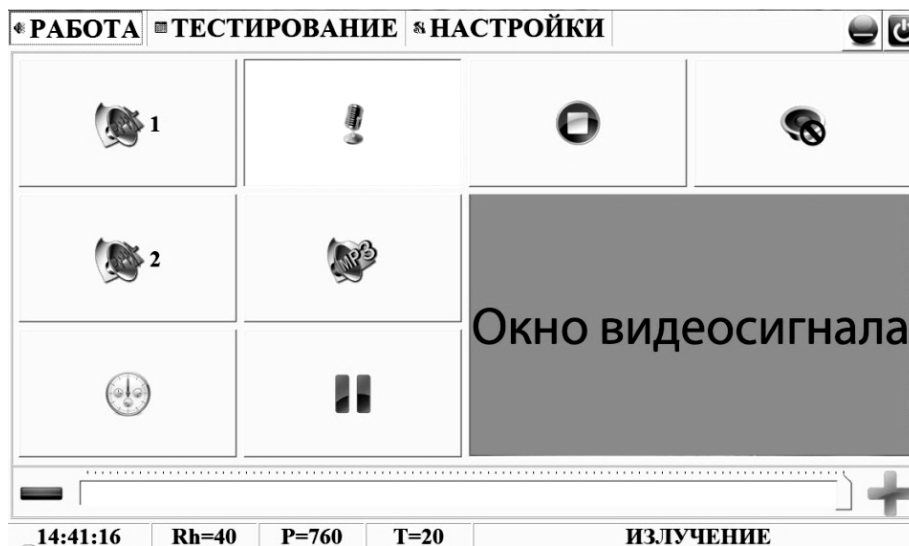 РАБОТА ТЕСТИРОВАНИЕ НАСТРОЙКИ
1
2
MP3
Окно видеосигнала
14:41:16 Rh=40 P=760 T=20 ИЗЛУЧЕНИЕ